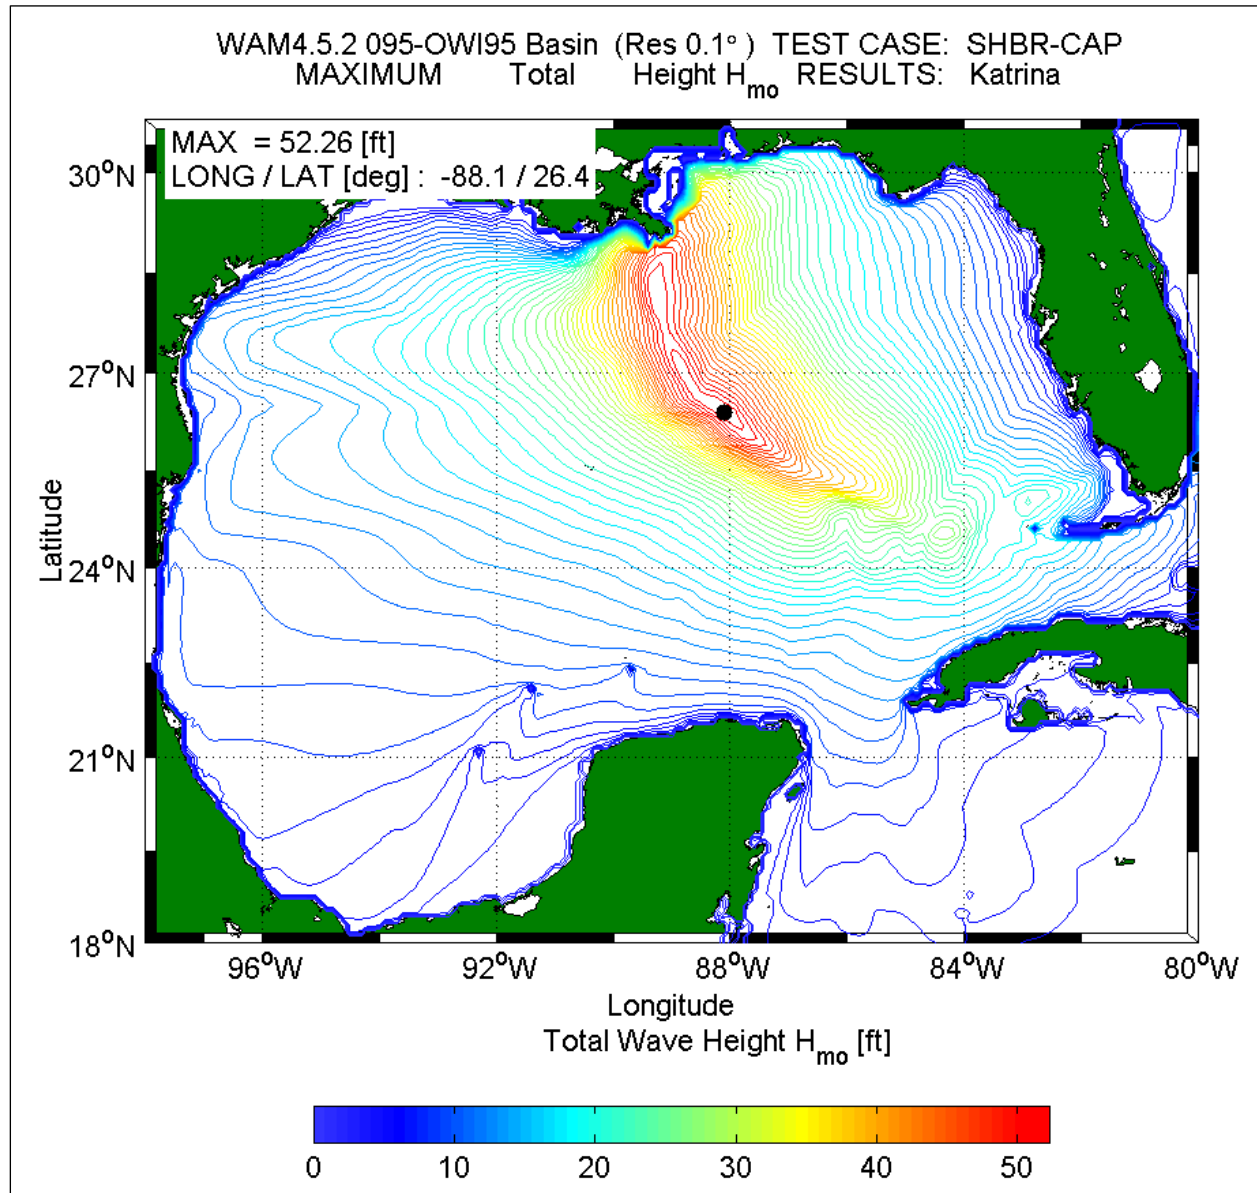 WAM4.5.2 095-OWI95 Basin (Res 0.1° ) TEST CASE: SHBR-CAP
MAXIMUM Total Height Hmo RESULTS: Katrina
MAX = 52.26 [ft]
LONG / LAT [deg] : -88.1 / 26.4
30°N
27°N
24°N
21°N
18°N
Latitude
96°W 92°W 88°W 84°W 80°W
Longitude
Total Wave Height Hmo [ft]
0 10 20 30 40 50